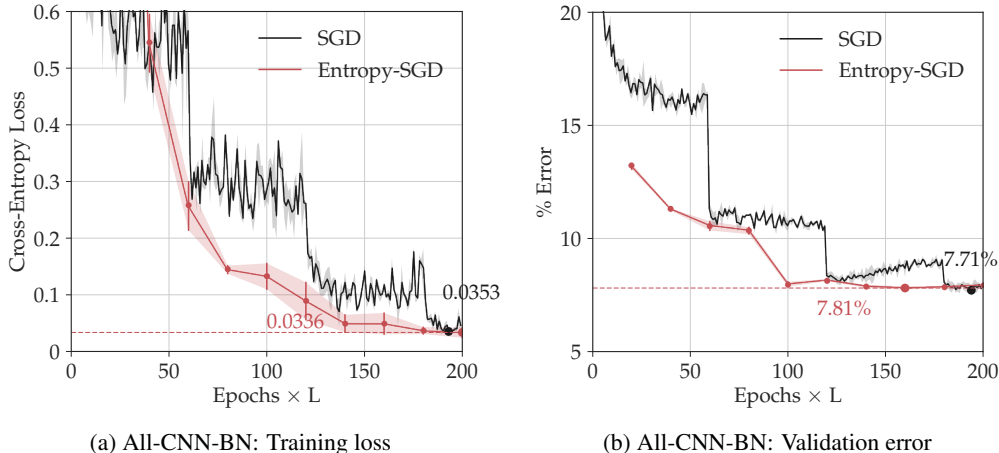 0.6
0.5
0.4
0.3
0.2
0.1
0
Cross-Entropy Loss
SGD
Entropy-SGD
0.0353
0.0336
0 50 100 150 200
Epochs × L
(a) All-CNN-BN: Training loss
20
15
10
5
% Error
SGD
Entropy-SGD
7.71%
7.81%
0 50 100 150 200
Epochs × L
(b) All-CNN-BN: Validation error